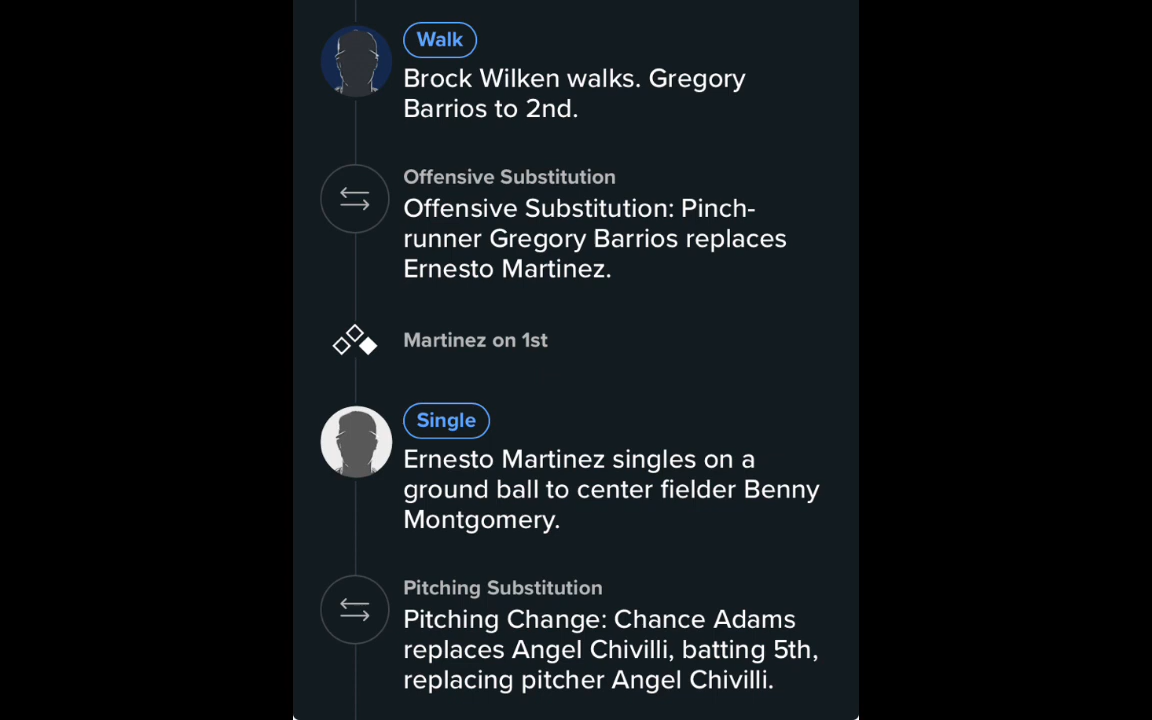 Walk
Brock Wilken walks. Gregory
Barrios to 2nd.
Offensive Substitution
Offensive Substitution: Pinch-
runner Gregory Barrios replaces
Ernesto Martinez.
Martinez on 1st
Single
Ernesto Martinez singles on a
ground ball to center fielder Benny
Montgomery.
Pitching Substitution
Pitching Change: Chance Adams
replaces Angel Chivilli, batting 5th,
replacing pitcher Angel Chivilli.